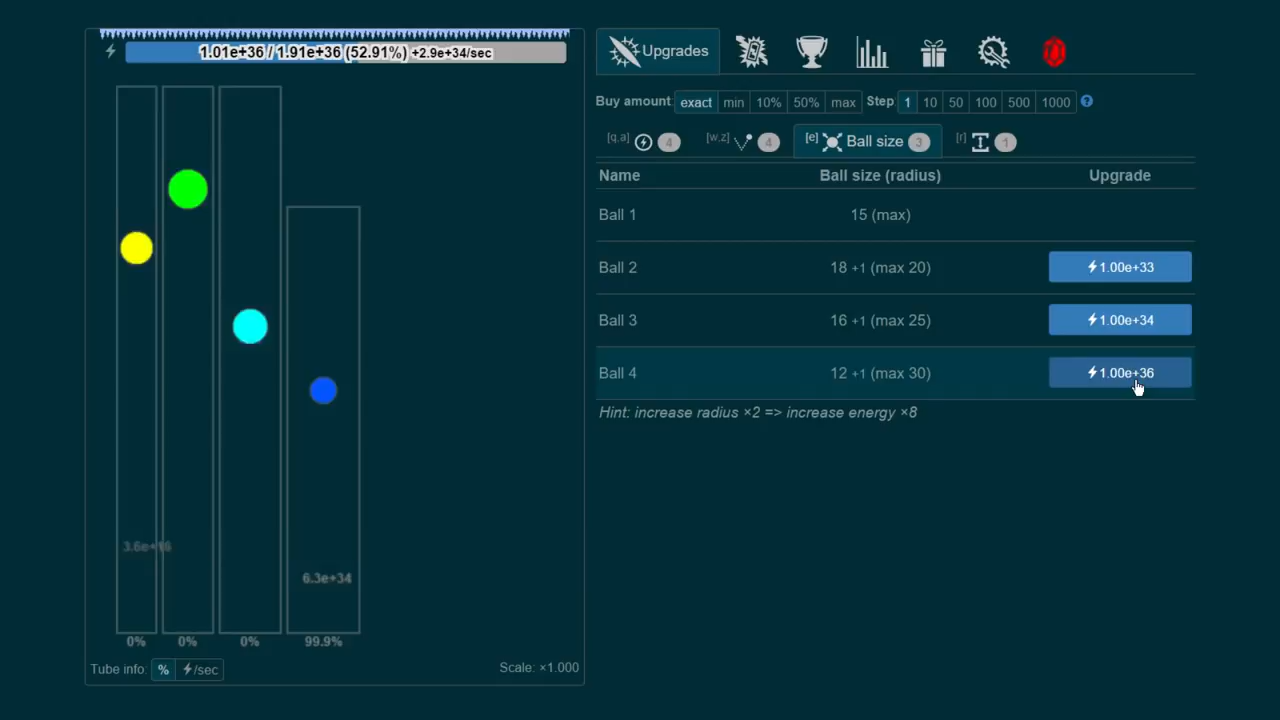 1.01e+36 / 1.91e+36 (52.91%) +2.9e+34/sec
3.6e+16
6.3e+34
0% 0% 0% 99.9%
Tube info: % /sec
Scale: ×1.000
Upgrades
Buy amount: exact min 10% 50% max Step 1 10 50 100 500 1000 ?
[q,a] 4 [w,z] 4 [e] Ball size 3 [r] 1
Name Ball size (radius) Upgrade
Ball 1 15 (max)
Ball 2 18 +1 (max 20) 1.00e+33
Ball 3 16 +1 (max 25) 1.00e+34
Ball 4 12 +1 (max 30) 1.00e+36
Hint: increase radius ×2 => increase energy ×8